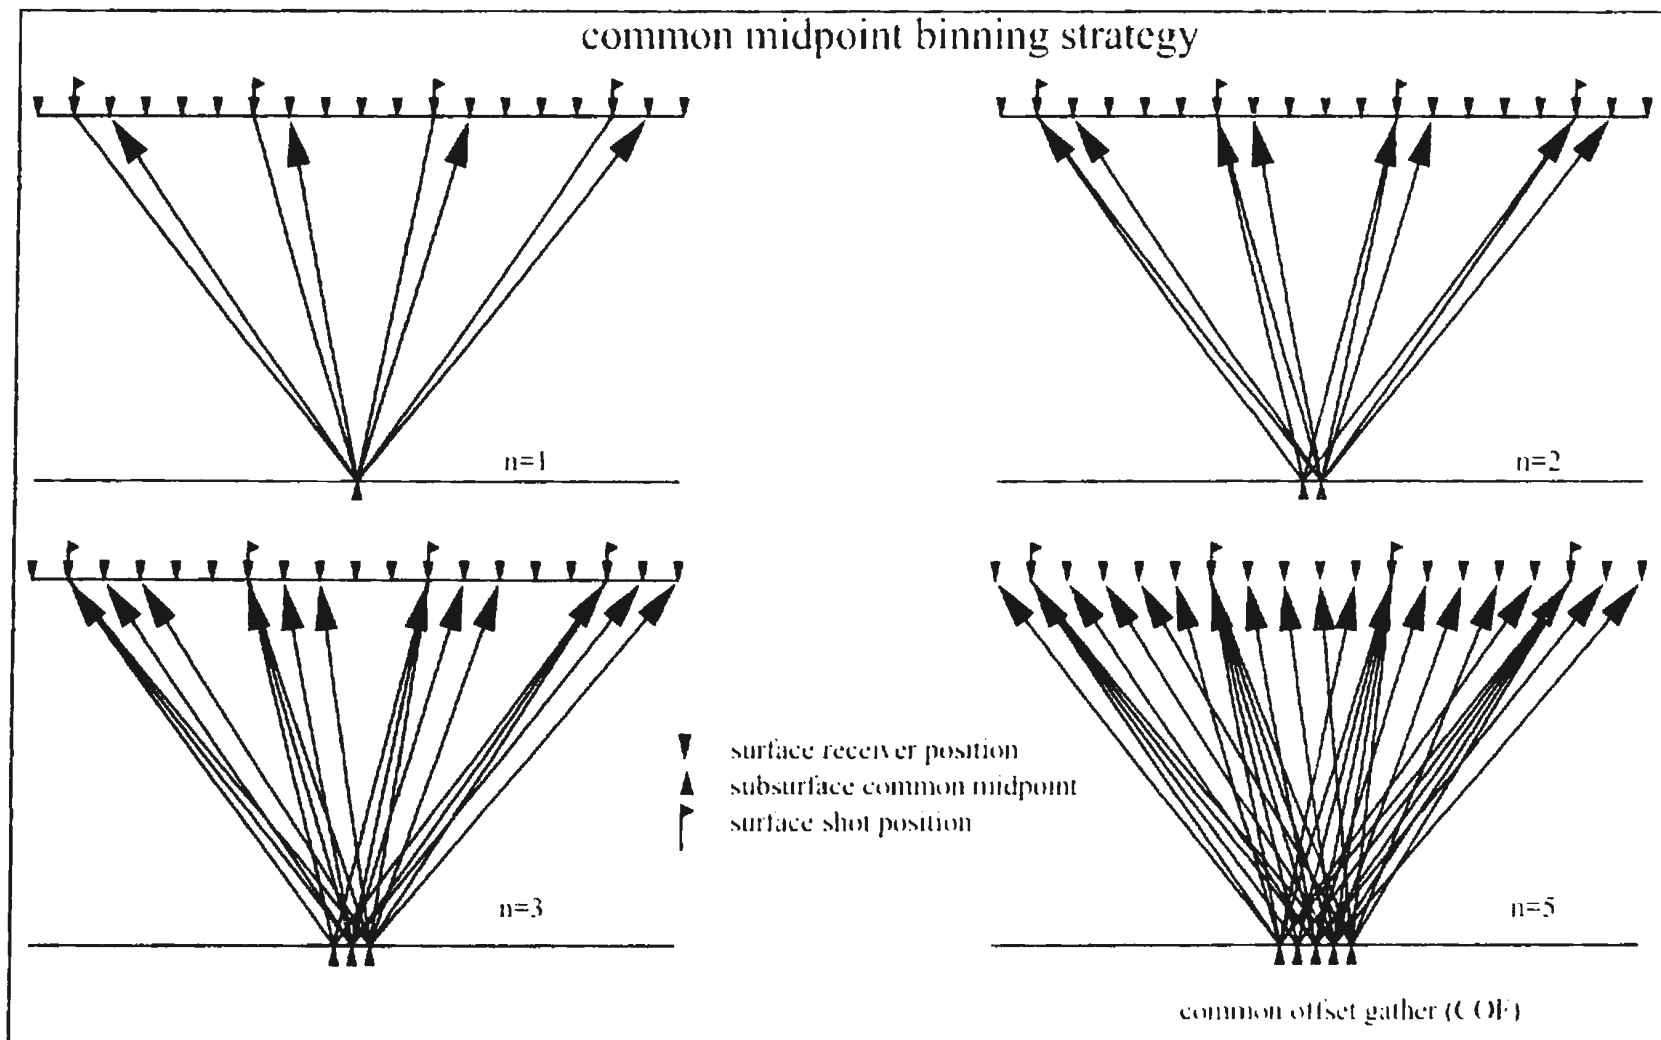 common midpoint binning strategy
n=1
n=2
surface receiver position
subsurface common midpoint
surface shot position
n=3
n=5
common offset gather (COF)